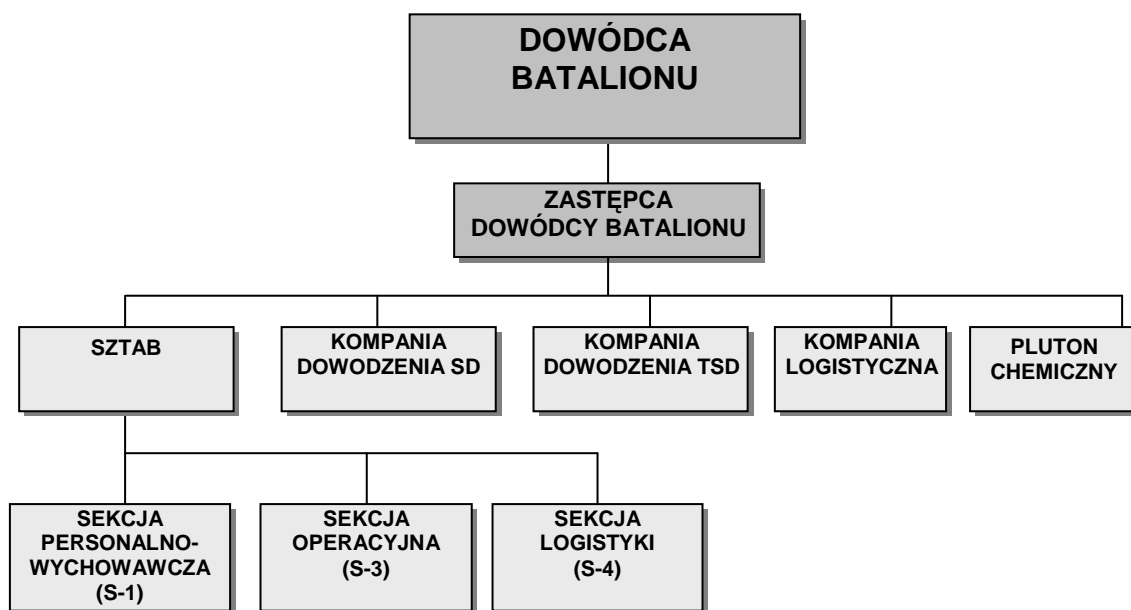 DOWÓDCA
BATALIONU
ZASTĘPCA
DOWÓDCY BATALIONU
SZTAB
KOMPANIA
DOWODZENIA SD
KOMPANIA
DOWODZENIA TSD
KOMPANIA
LOGISTYCZNA
PLUTON
CHEMICZNY
SEKCJA
PERSONALNO-
WYCHOWAWCZA
(S-1)
SEKCJA
OPERACYJNA
(S-3)
SEKCJA
LOGISTYKI
(S-4)